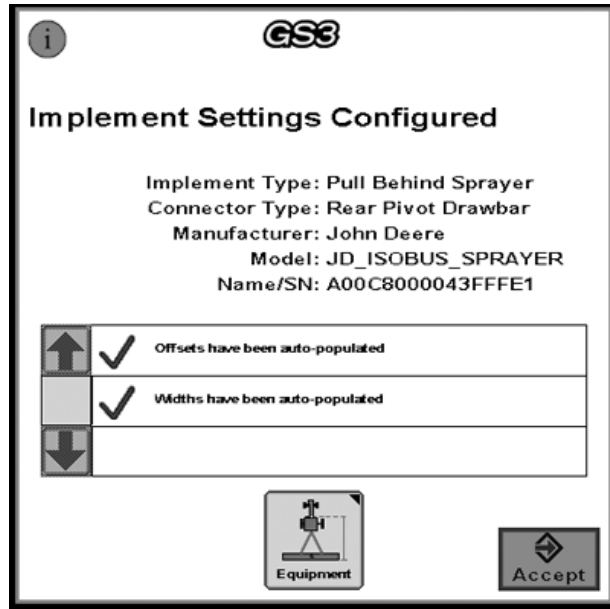 i
GS3
Implement Settings Configured
Implement Type: Pull Behind Sprayer
Connector Type: Rear Pivot Drawbar
Manufacturer: John Deere
Model: JD_ISOBUS_SPRAYER
Name/SN: A00C8000043FFFE1
Offsets have been auto-populated
Widths have been auto-populated
Equipment
Accept